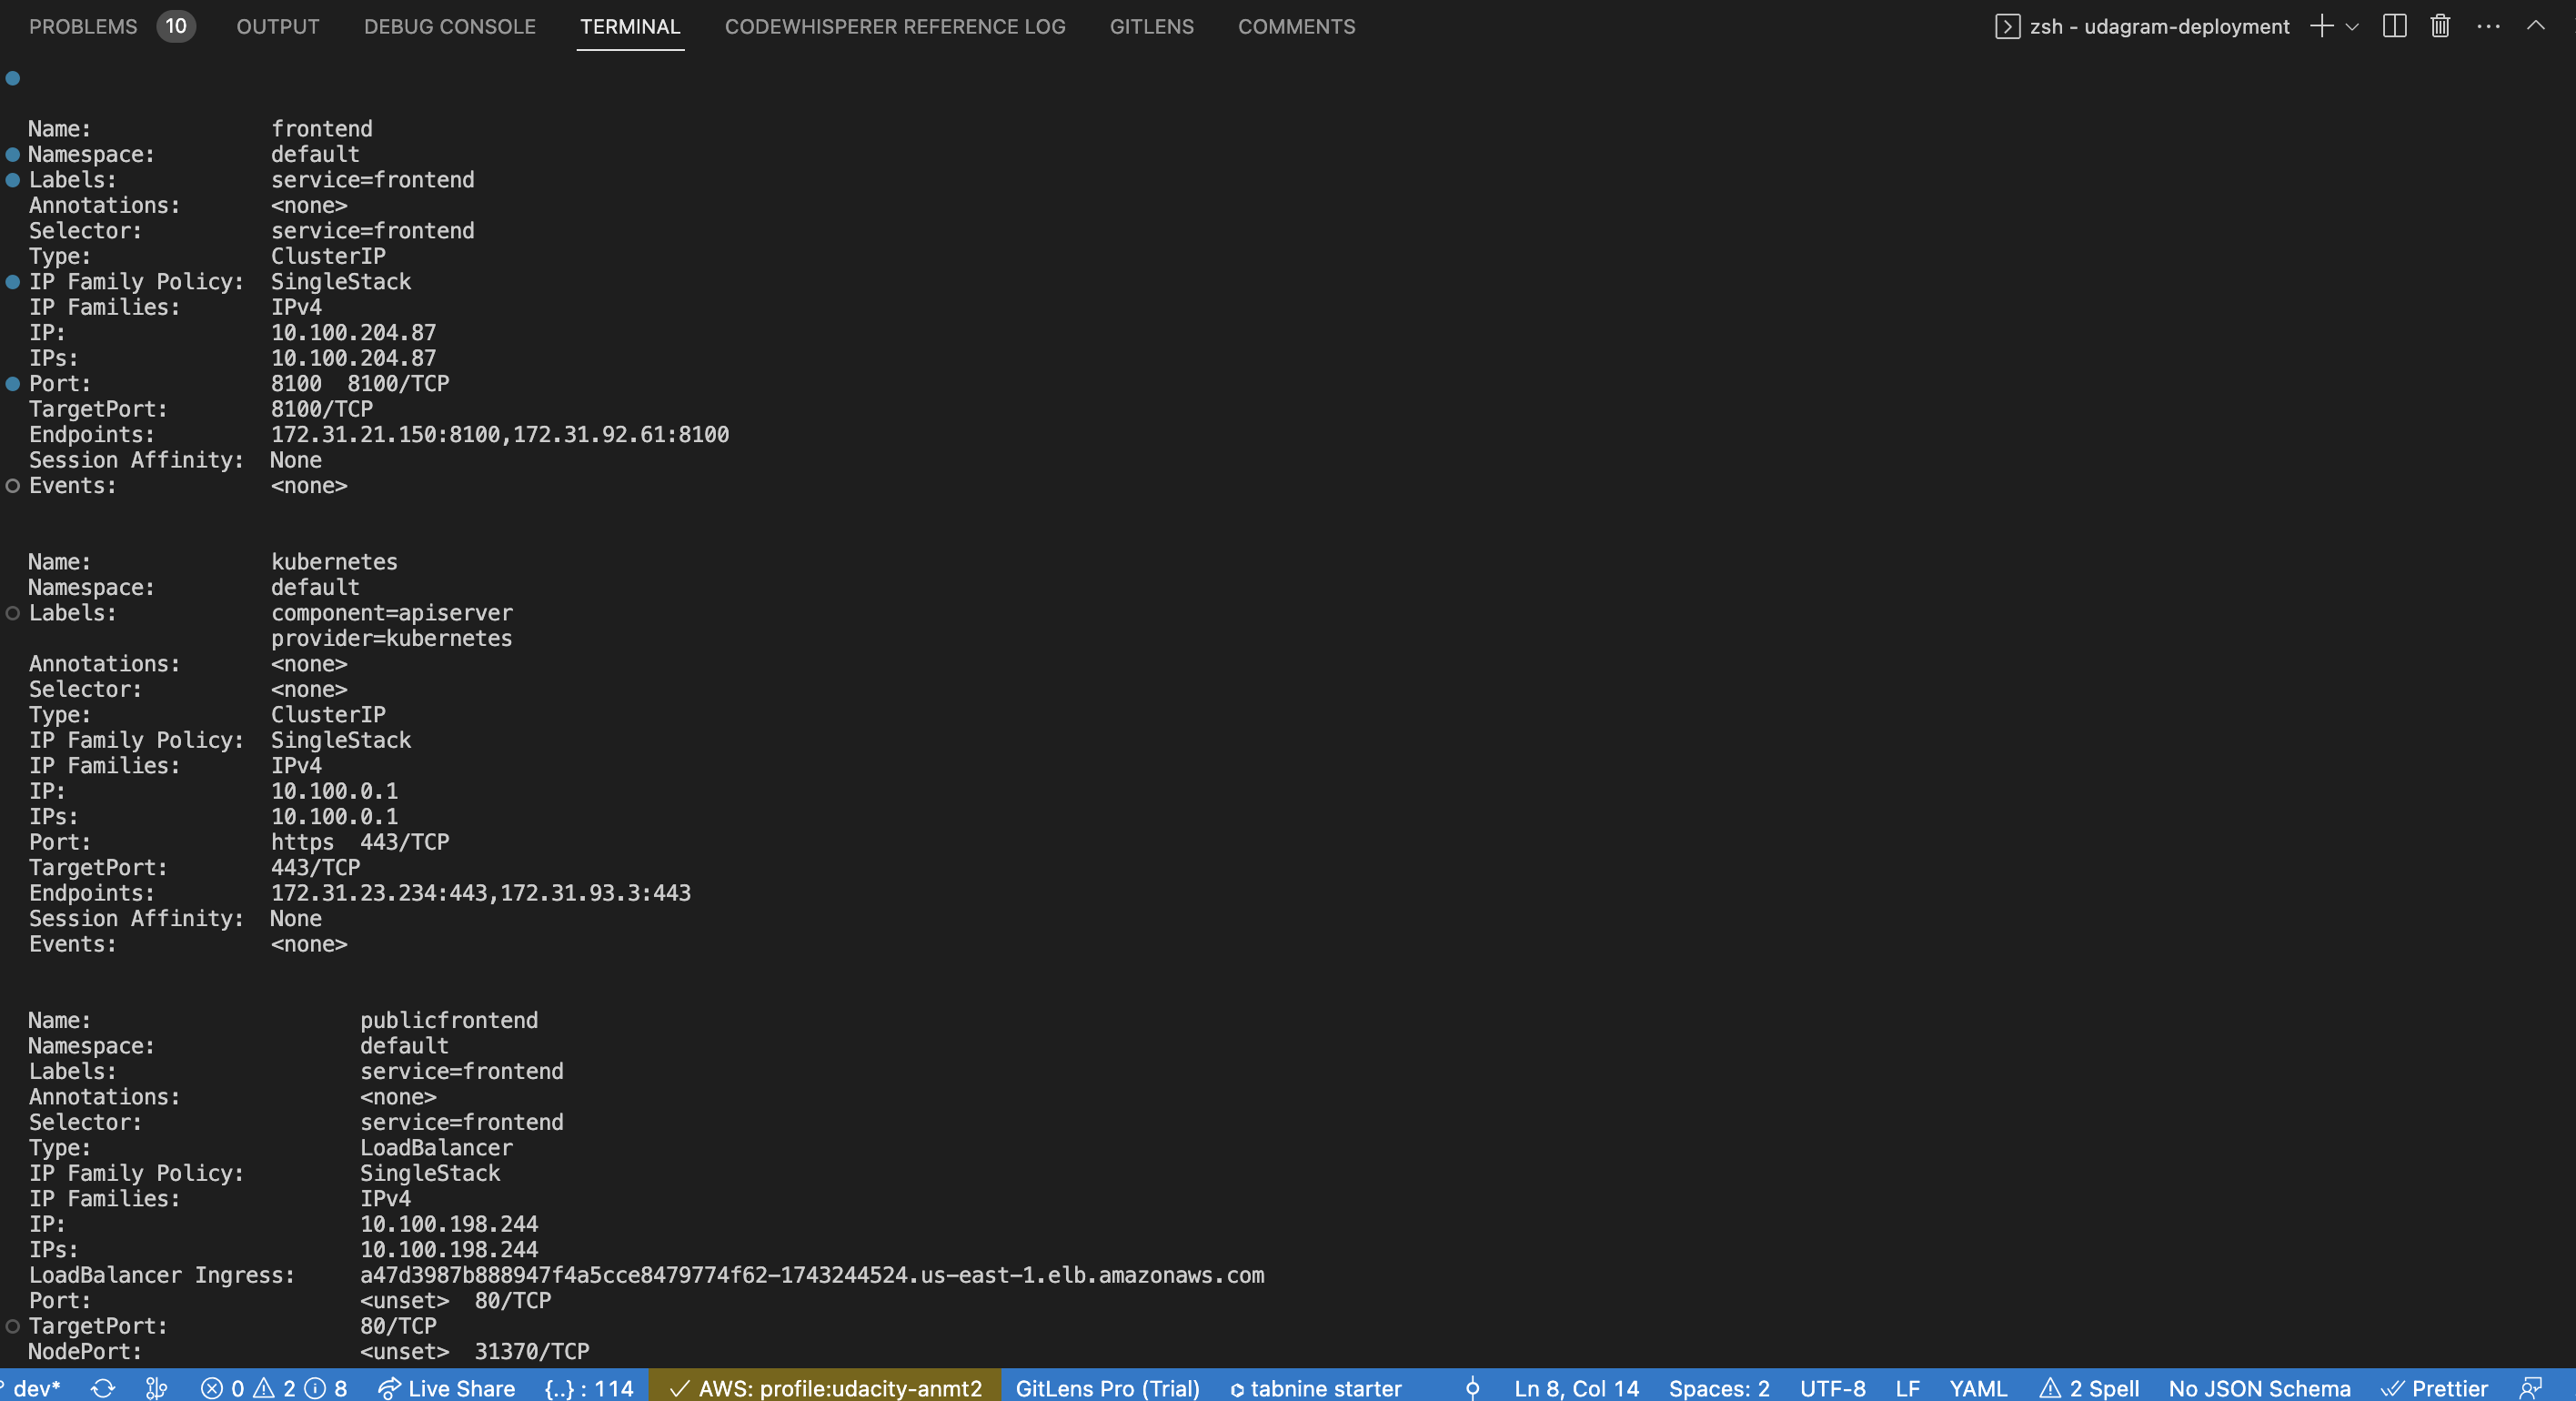 PROBLEMS 10 OUTPUT DEBUG CONSOLE TERMINAL CODEWHISPERER REFERENCE LOG GITLENS COMMENTS zsh - udagram-deployment
Name: frontend
Namespace: default
Labels: service=frontend
Annotations: <none>
Selector: service=frontend
Type: ClusterIP
IP Family Policy: SingleStack
IP Families: IPv4
IP: 10.100.204.87
IPs: 10.100.204.87
Port: 8100 8100/TCP
TargetPort: 8100/TCP
Endpoints: 172.31.21.150:8100,172.31.92.61:8100
Session Affinity: None
Events: <none>
Name: kubernetes
Namespace: default
Labels: component=apiserver
provider=kubernetes
Annotations: <none>
Selector: <none>
Type: ClusterIP
IP Family Policy: SingleStack
IP Families: IPv4
IP: 10.100.0.1
IPs: 10.100.0.1
Port: https 443/TCP
TargetPort: 443/TCP
Endpoints: 172.31.23.234:443,172.31.93.3:443
Session Affinity: None
Events: <none>
Name: publicfrontend
Namespace: default
Labels: service=frontend
Annotations: <none>
Selector: service=frontend
Type: LoadBalancer
IP Family Policy: SingleStack
IP Families: IPv4
IP: 10.100.198.244
IPs: 10.100.198.244
LoadBalancer Ingress: a47d3987b888947f4a5cce8479774f62-1743244524.us-east-1.elb.amazonaws.com
Port: <unset> 80/TCP
TargetPort: 80/TCP
NodePort: <unset> 31370/TCP
dev* 0 2 8 Live Share {..} : 114 AWS: profile:udacity-anmt2 GitLens Pro (Trial) tabnine starter Ln 8, Col 14 Spaces: 2 UTF-8 LF YAML 2 Spell No JSON Schema Prettier